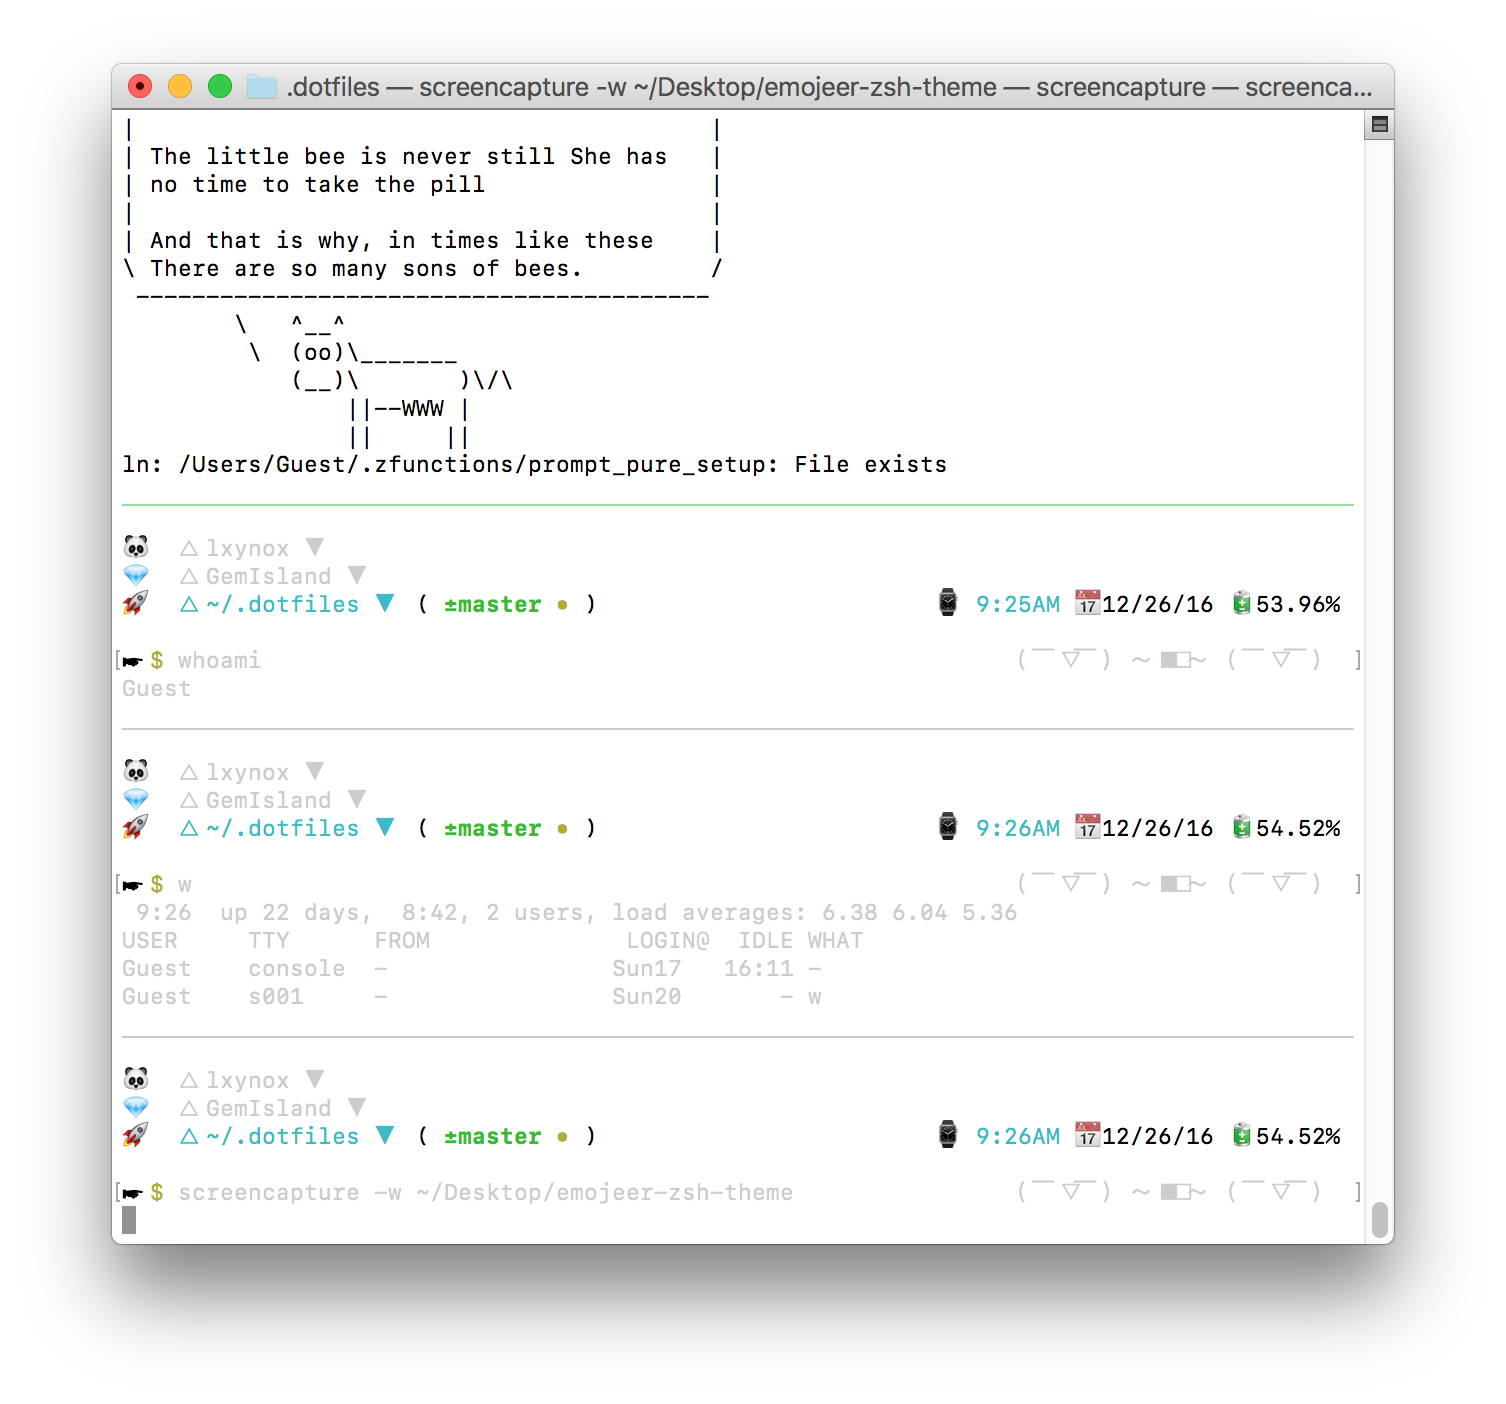 .dotfiles — screencapture -w ~/Desktop/emojeer-zsh-theme — screencapture — screenca...
|                                         |
| The little bee is never still She has   |
| no time to take the pill                |
|                                         |
| And that is why, in times like these    |
\ There are so many sons of bees.         /
 -----------------------------------------
        \   ^__^
         \  (oo)\_______
            (__)\       )\/\
                ||--WWW |
                ||     ||
ln: /Users/Guest/.zfunctions/prompt_pure_setup: File exists
🐼  △ lxynox ▼
💎  △ GemIsland ▼
🚀  △ ~/.dotfiles ▼ ( ±master • ) ⌚ 9:25AM 📅12/26/16 🔋53.96%
[☛ $ whoami (￣▽￣) ~■□~ (￣▽￣) ]
Guest
🐼  △ lxynox ▼
💎  △ GemIsland ▼
🚀  △ ~/.dotfiles ▼ ( ±master • ) ⌚ 9:26AM 📅12/26/16 🔋54.52%
[☛ $ w (￣▽￣) ~■□~ (￣▽￣) ]
 9:26  up 22 days,  8:42, 2 users, load averages: 6.38 6.04 5.36
USER     TTY      FROM              LOGIN@  IDLE WHAT
Guest    console  -                Sun17   16:11 -
Guest    s001     -                Sun20       - w
🐼  △ lxynox ▼
💎  △ GemIsland ▼
🚀  △ ~/.dotfiles ▼ ( ±master • ) ⌚ 9:26AM 📅12/26/16 🔋54.52%
[☛ $ screencapture -w ~/Desktop/emojeer-zsh-theme (￣▽￣) ~■□~ (￣▽￣) ]